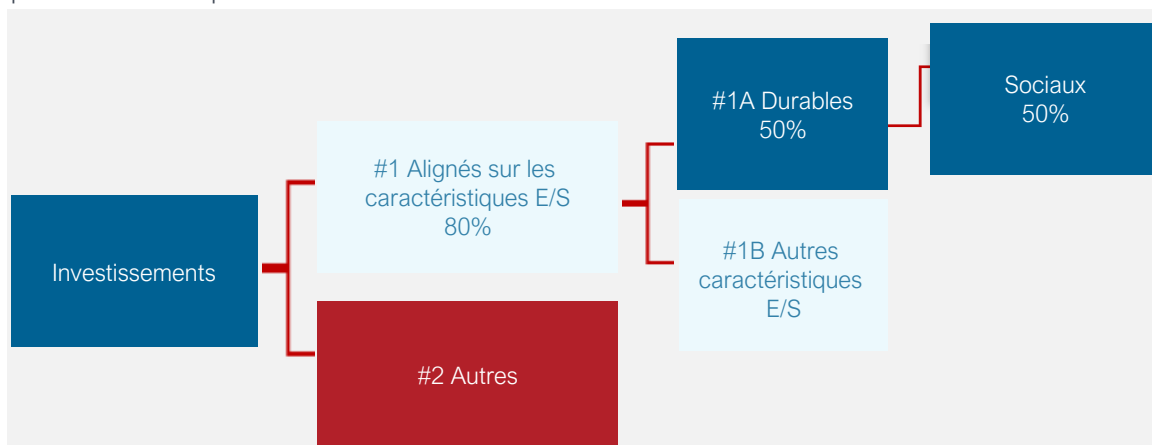 Investissements
#1 Alignés sur les
caractéristiques E/S
80%
#2 Autres
#1A Durables
50%
#1B Autres
caractéristiques
E/S
Sociaux
50%